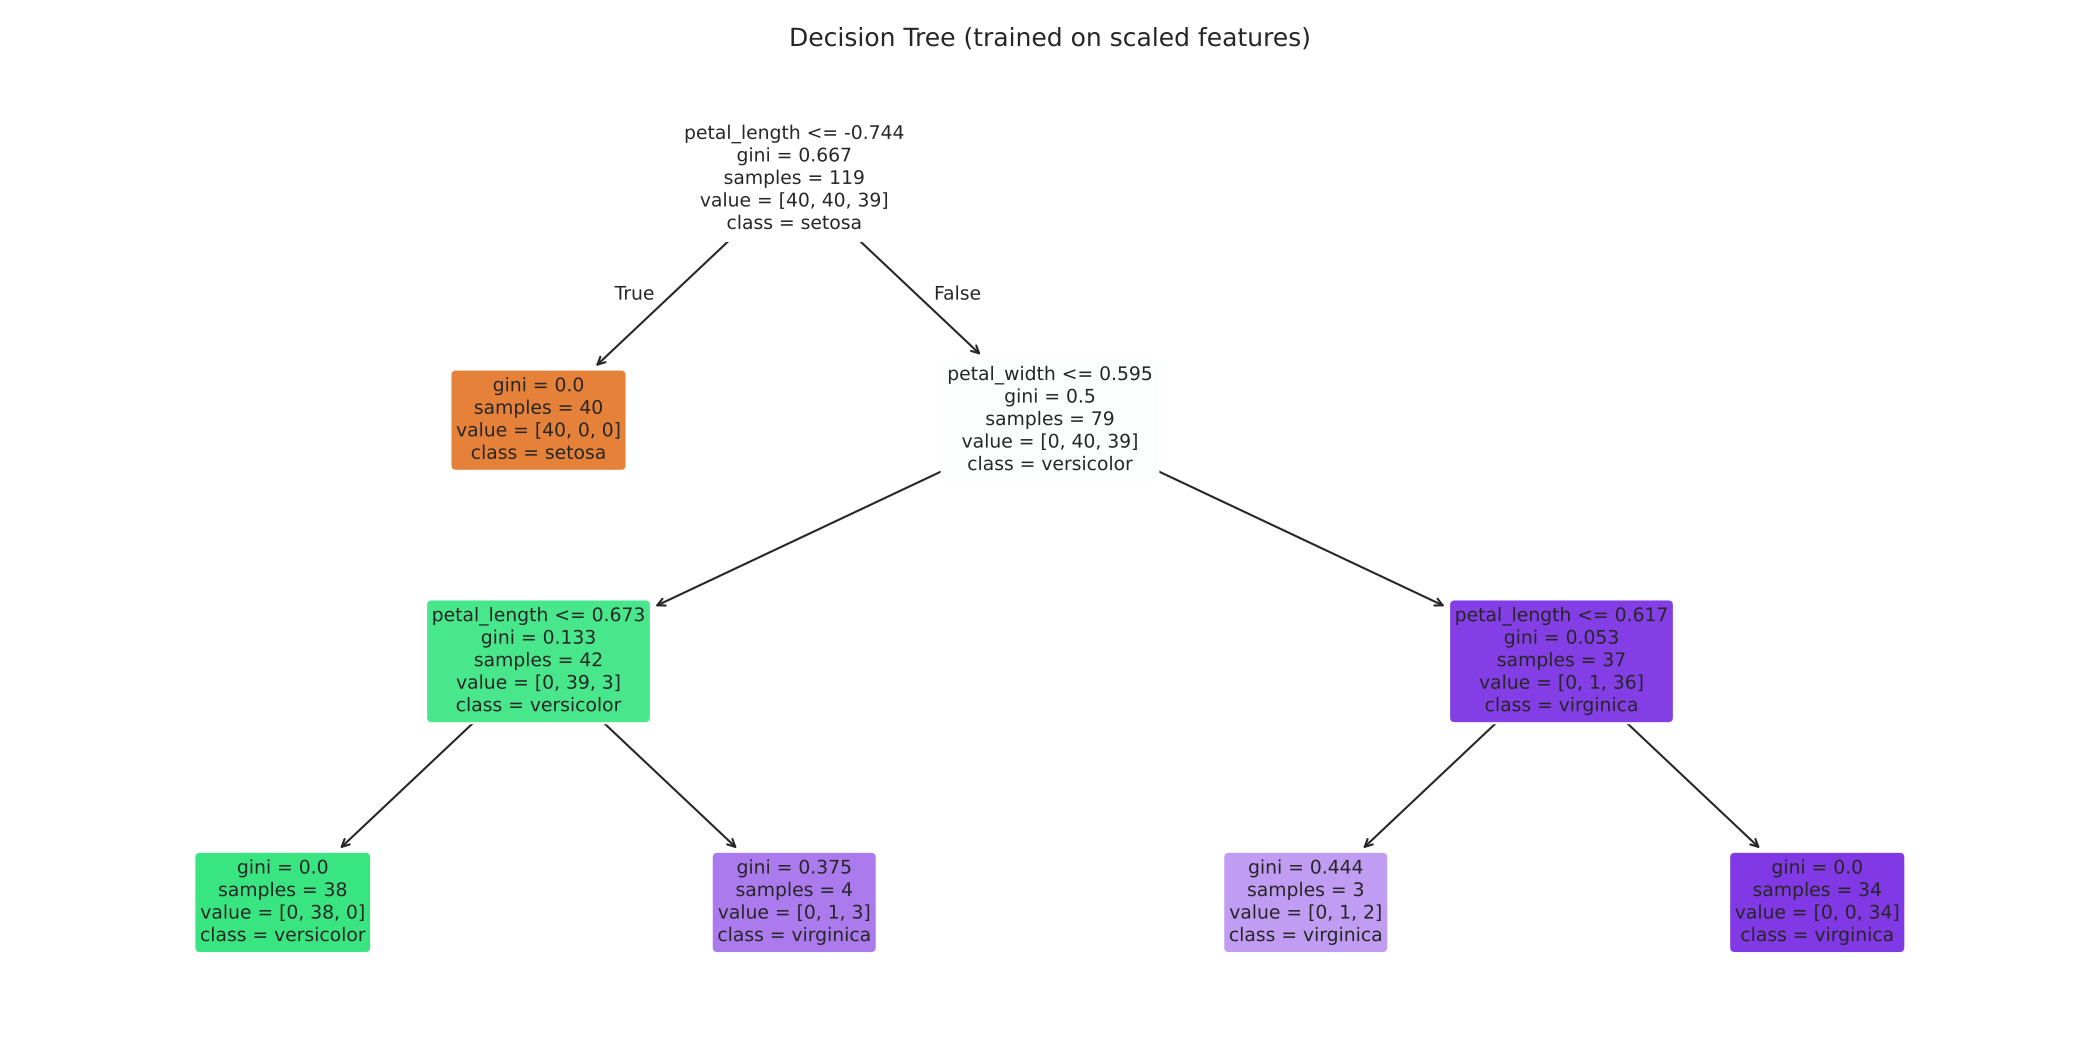 Decision Tree (trained on scaled features)
petal_length <= -0.744
gini = 0.667
samples = 119
value = [40, 40, 39]
class = setosa
True
False
gini = 0.0
samples = 40
value = [40, 0, 0]
class = setosa
petal_width <= 0.595
gini = 0.5
samples = 79
value = [0, 40, 39]
class = versicolor
petal_length <= 0.673
gini = 0.133
samples = 42
value = [0, 39, 3]
class = versicolor
petal_length <= 0.617
gini = 0.053
samples = 37
value = [0, 1, 36]
class = virginica
gini = 0.0
samples = 38
value = [0, 38, 0]
class = versicolor
gini = 0.375
samples = 4
value = [0, 1, 3]
class = virginica
gini = 0.444
samples = 3
value = [0, 1, 2]
class = virginica
gini = 0.0
samples = 34
value = [0, 0, 34]
class = virginica